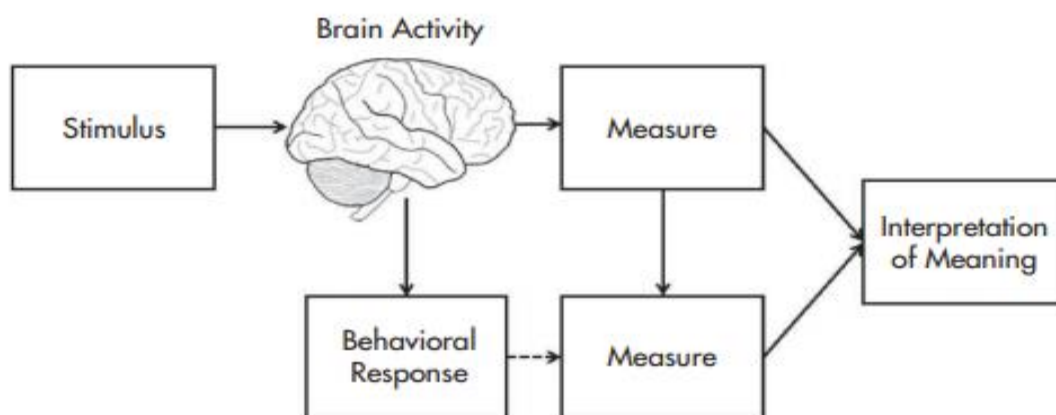 Brain Activity
Stimulus
Measure
Interpretation
of Meaning
Behavioral
Response
Measure